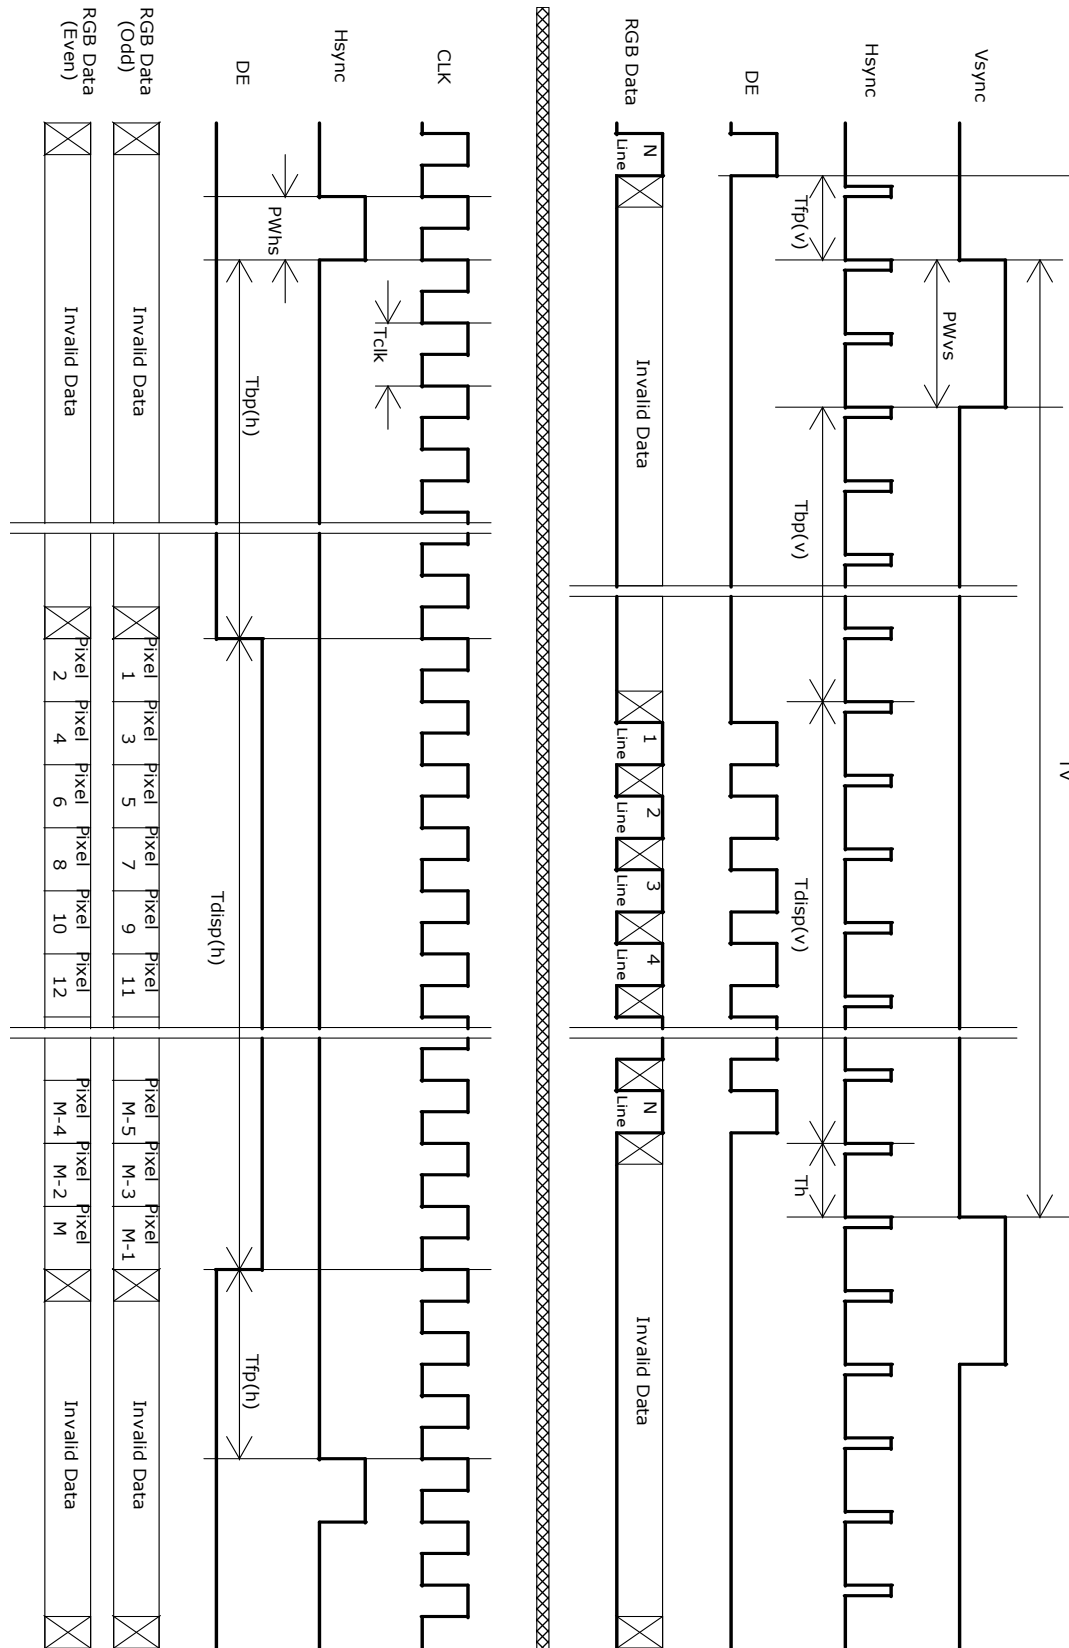 Tv
Vsync
PWvs
Hsync
Tfp(v)
Tbp(v)
Tdisp(v)
Th
DE
RGB Data
N
Line
Invalid Data
1
Line
2
Line
3
Line
4
Line
N
Line
Invalid Data
CLK
Tclk
Hsync
PWhs
DE
Tbp(h)
Tdisp(h)
Tfp(h)
RGB Data
(Odd)
Invalid Data
Pixel
1
Pixel
3
Pixel
5
Pixel
7
Pixel
9
Pixel
11
Pixel
M-5
Pixel
M-3
Pixel
M-1
Invalid Data
RGB Data
(Even)
Invalid Data
Pixel
2
Pixel
4
Pixel
6
Pixel
8
Pixel
10
Pixel
12
Pixel
M-4
Pixel
M-2
Pixel
M
Invalid Data